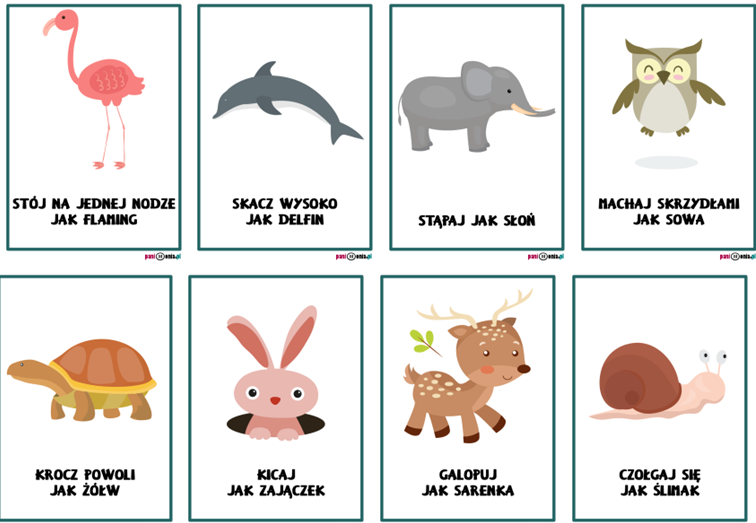 STÓJ NA JEDNEJ NODZE
JAK FLAMING
SKACZ WYSOKO
JAK DELFIN
STĄPAJ JAK SŁOŃ
MACHAJ SKRZYDŁAMI
JAK SOWA
KROCZ POWOLI
JAK ŻÓŁW
KICAJ
JAK ZAJĄCZEK
GALOPUJ
JAK SARENKA
CZOŁGAJ SIĘ
JAK ŚLIMAK